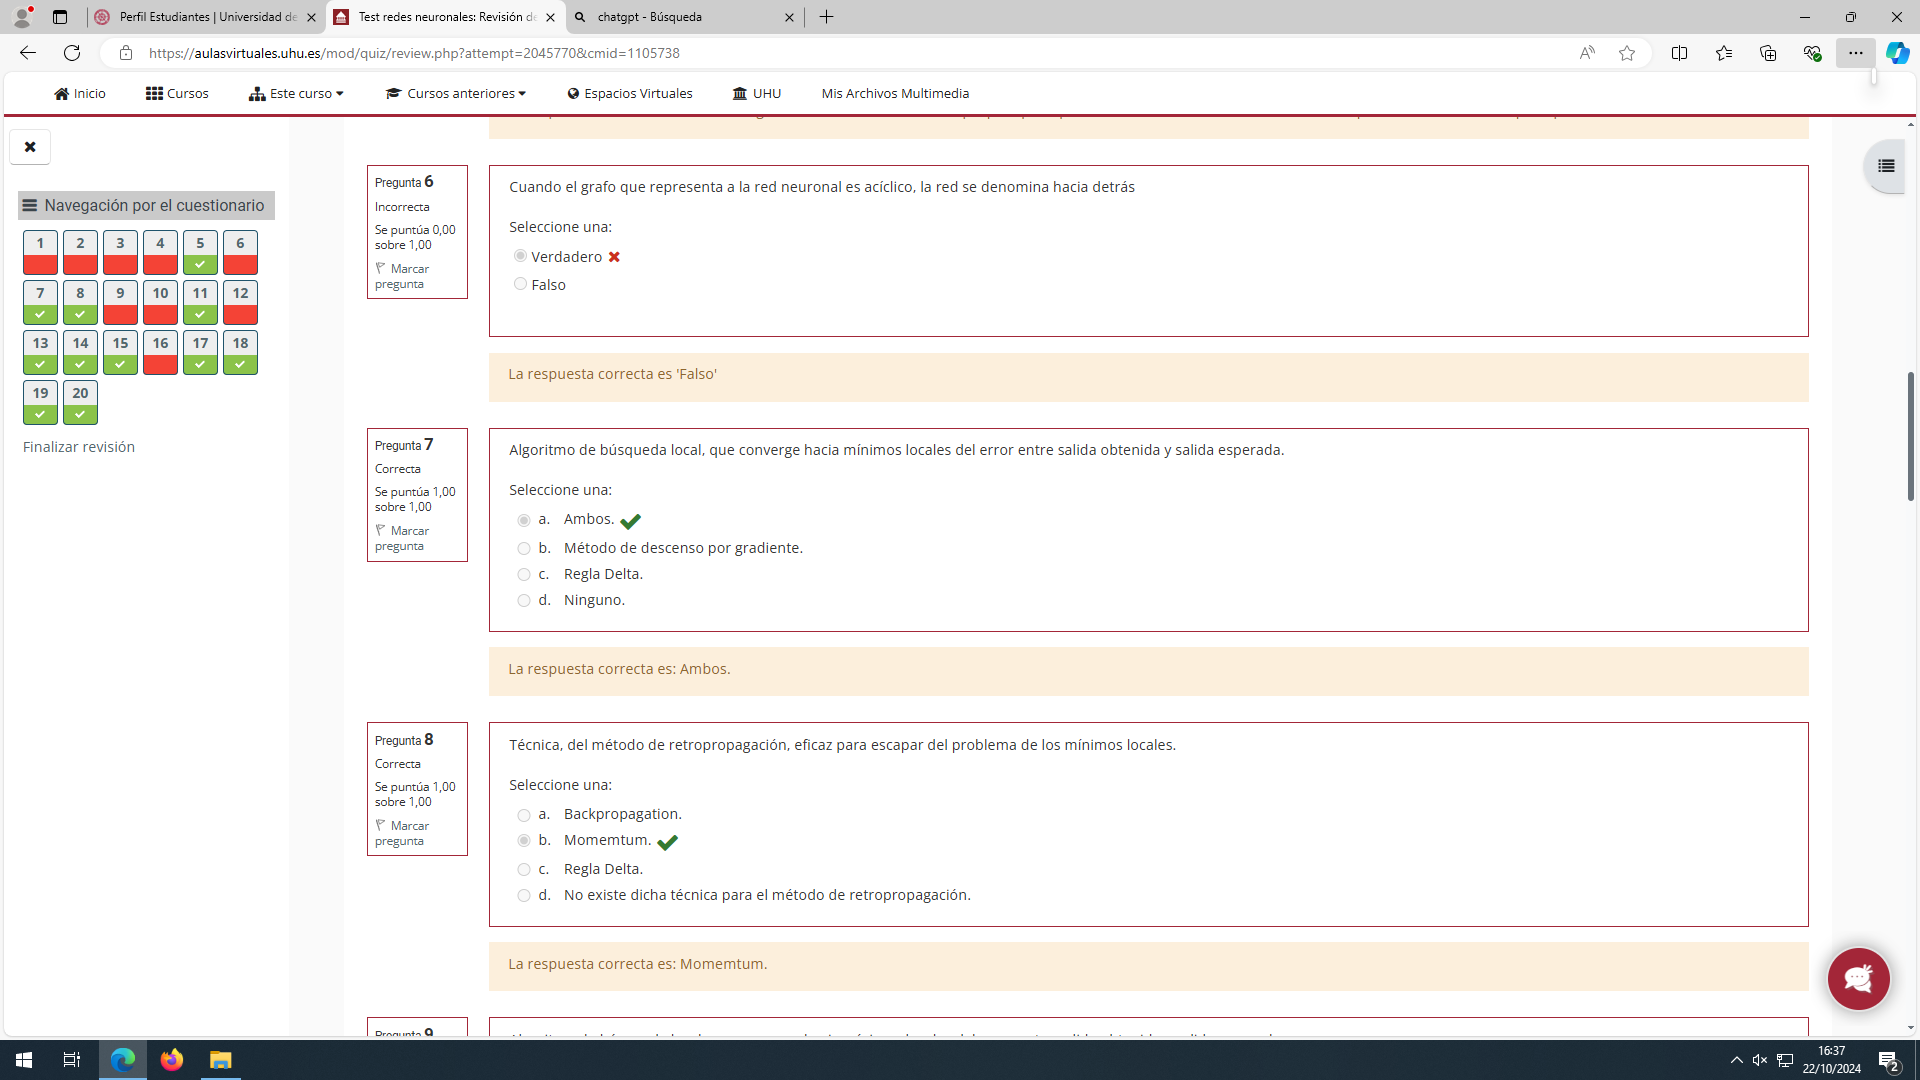 Perfil Estudiantes | Universidad de
Test redes neuronales: Revisión de
chatgpt - Búsqueda
https://aulasvirtuales.uhu.es/mod/quiz/review.php?attempt=2045770&cmid=1105738
Inicio
Cursos
Este curso
Cursos anteriores
Espacios Virtuales
UHU
Mis Archivos Multimedia
Navegación por el cuestionario
1 2 3 4 5 6
7 8 9 10 11 12
13 14 15 16 17 18
19 20
Finalizar revisión
Pregunta 6
Incorrecta
Se puntúa 0,00
sobre 1,00
Marcar
pregunta
Cuando el grafo que representa a la red neuronal es acíclico, la red se denomina hacia detrás
Seleccione una:
Verdadero
Falso
La respuesta correcta es 'Falso'
Pregunta 7
Correcta
Se puntúa 1,00
sobre 1,00
Marcar
pregunta
Algoritmo de búsqueda local, que converge hacia mínimos locales del error entre salida obtenida y salida esperada.
Seleccione una:
a. Ambos.
b. Método de descenso por gradiente.
c. Regla Delta.
d. Ninguno.
La respuesta correcta es: Ambos.
Pregunta 8
Correcta
Se puntúa 1,00
sobre 1,00
Marcar
pregunta
Técnica, del método de retropropagación, eficaz para escapar del problema de los mínimos locales.
Seleccione una:
a. Backpropagation.
b. Momemtum.
c. Regla Delta.
d. No existe dicha técnica para el método de retropropagación.
La respuesta correcta es: Momemtum.
Pregunta 9
16:37
22/10/2024
2